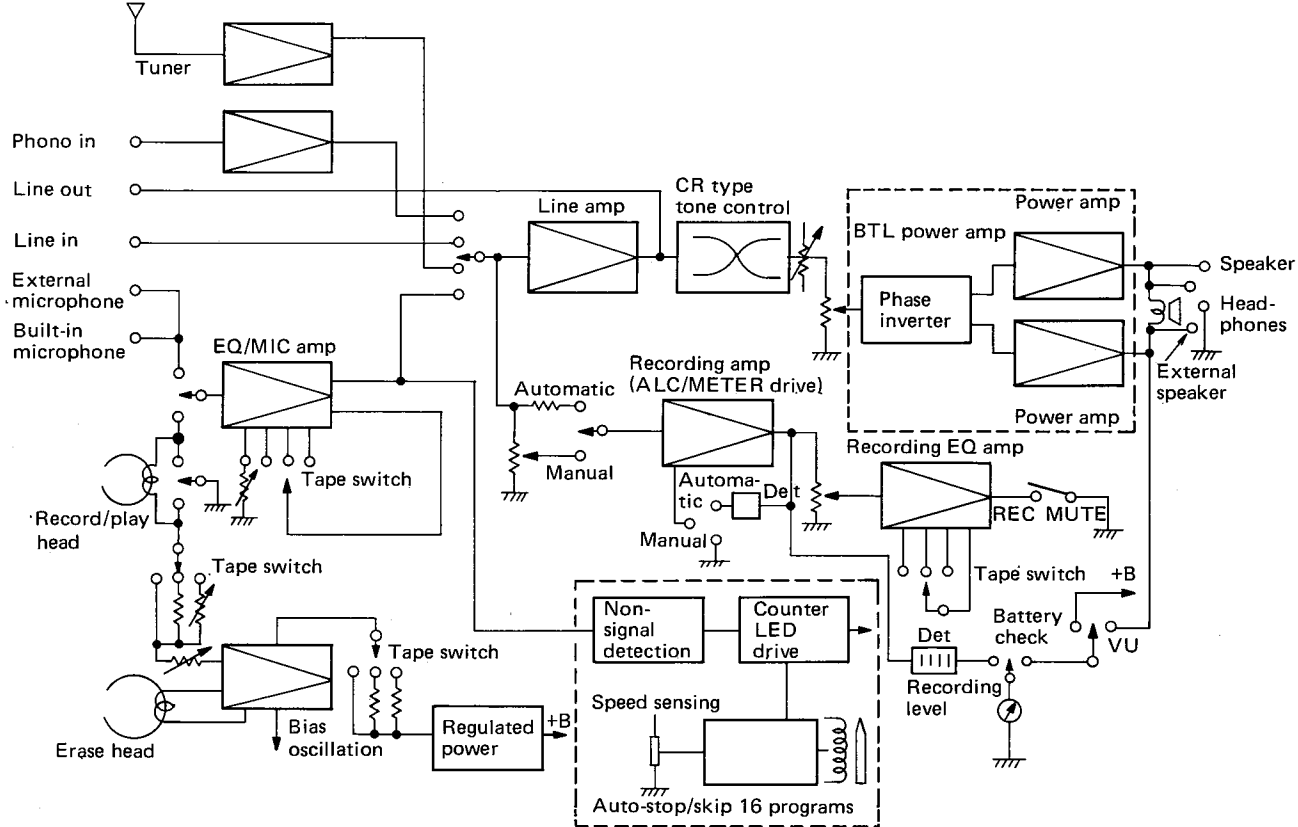 Tuner
Phono in
Line out
Line in
External
microphone
Built-in
microphone
EQ/MIC amp
Tape switch
Record/play
head
Tape switch
Erase head
Bias
oscillation
Tape switch
Regulated
power
+B
Line amp
CR type
tone control
Automatic
Manual
Recording amp
(ALC/METER drive)
Automa-
tic
Det
Manual
Power amp
BTL power amp
Phase
inverter
Power amp
Speaker
Head-
phones
External
speaker
Recording EQ amp
REC MUTE
Tape switch
+B
Battery
check
VU
Det
Recording
level
Non-
signal
detection
Counter
LED
drive
Speed sensing
Auto-stop/skip 16 programs